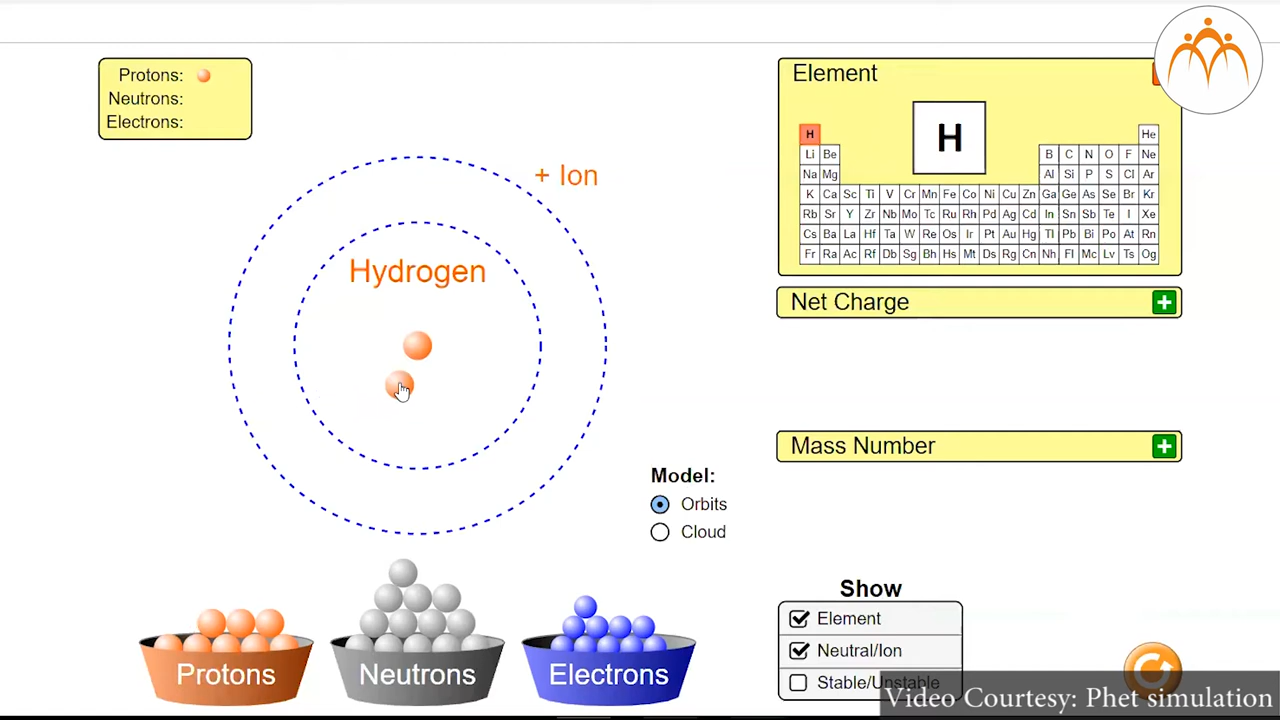 Protons:
Neutrons:
Electrons:
+ Ion
Hydrogen
Element
H
H He
Li Be B C N O F Ne
Na Mg Al Si P S Cl Ar
K Ca Sc Ti V Cr Mn Fe Co Ni Cu Zn Ga Ge As Se Br Kr
Rb Sr Y Zr Nb Mo Tc Ru Rh Pd Ag Cd In Sn Sb Te I Xe
Cs Ba La Hf Ta W Re Os Ir Pt Au Hg Tl Pb Bi Po At Rn
Fr Ra Ac Rf Db Sg Bh Hs Mt Ds Rg Cn Nh Fl Mc Lv Ts Og
Net Charge
Mass Number
Model:
Orbits
Cloud
Protons
Neutrons
Electrons
Show
Element
Neutral/Ion
Stable/Unstable
Video Courtesy: Phet simulation